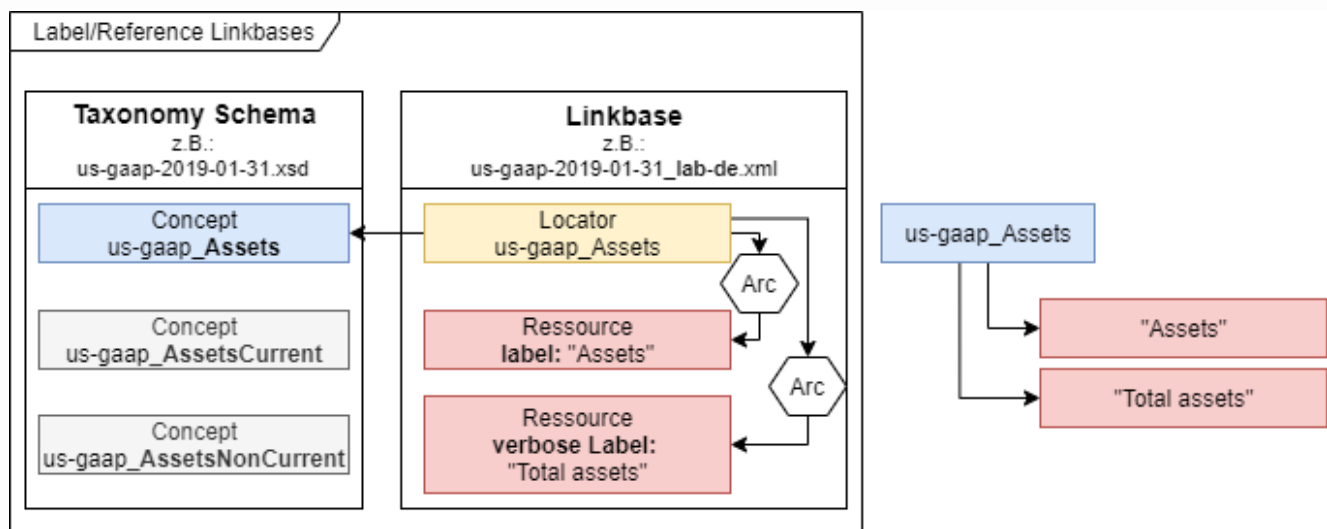 Label/Reference Linkbases
Taxonomy Schema
z.B.:
us-gaap-2019-01-31.xsd
Concept
us-gaap_Assets
Concept
us-gaap_AssetsCurrent
Concept
us-gaap_AssetsNonCurrent
Linkbase
z.B.:
us-gaap-2019-01-31_lab-de.xml
Locator
us-gaap_Assets
Arc
Ressource
label: "Assets"
Arc
Ressource
verbose Label:
"Total assets"
us-gaap_Assets
"Assets"
"Total assets"